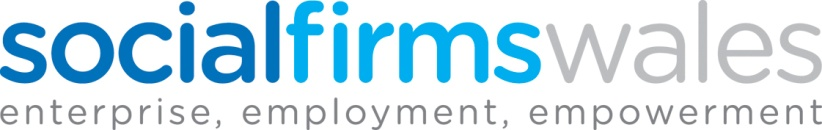 socialfirmswales
enterprise, employment, empowerment